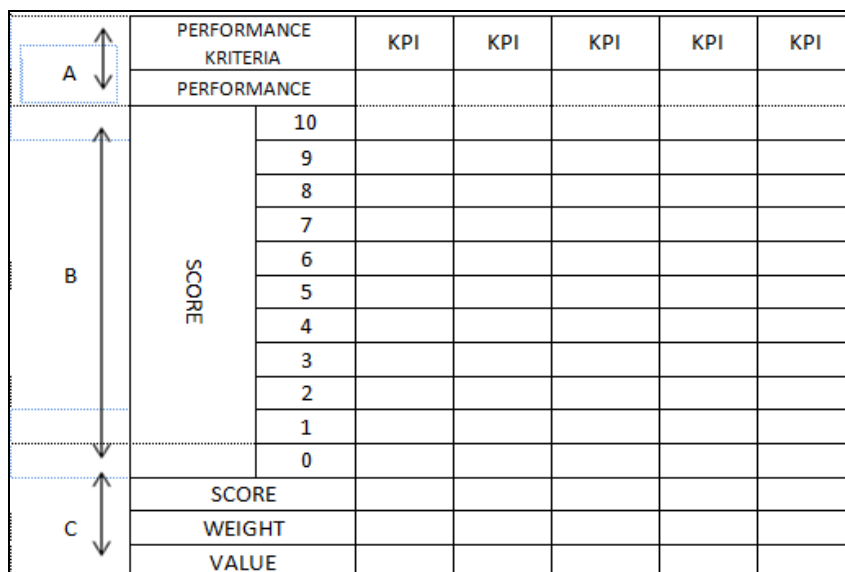 PERFORMANCE KRITERIA KPI KPI KPI KPI KPI
A
PERFORMANCE
10
9
8
7
6
B SCORE 5
4
3
2
1
0
SCORE
C WEIGHT
VALUE